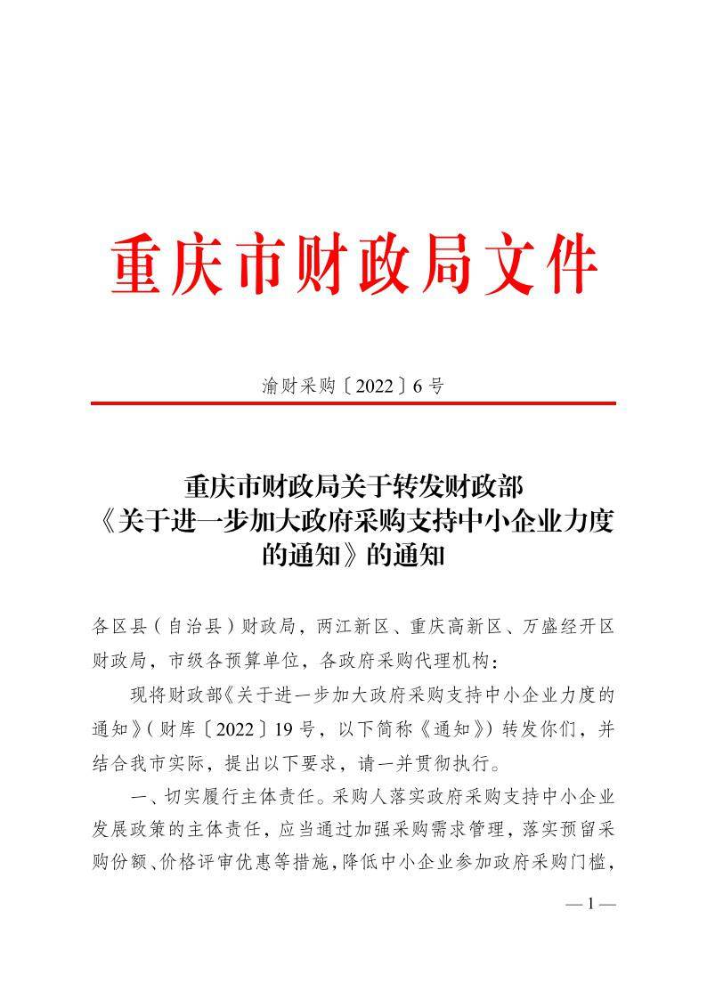 重庆市财政局文件
渝财采购〔2022〕6 号
重庆市财政局关于转发财政部
《关于进一步加大政府采购支持中小企业力度
的通知》的通知
各区县（自治县）财政局，两江新区、重庆高新区、万盛经开区
财政局，市级各预算单位，各政府采购代理机构：
现将财政部《关于进一步加大政府采购支持中小企业力度的
通知》（财库〔2022〕19 号，以下简称《通知》）转发你们，并
结合我市实际，提出以下要求，请一并贯彻执行。
一、切实履行主体责任。采购人落实政府采购支持中小企业
发展政策的主体责任，应当通过加强采购需求管理，落实预留采
购份额、价格评审优惠等措施，降低中小企业参加政府采购门槛，
— 1 —